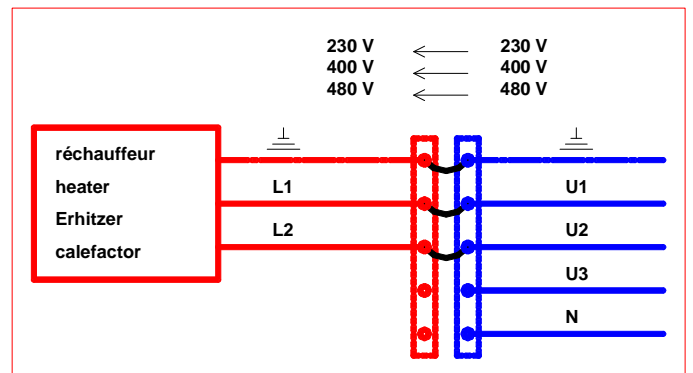 230 V 230 V
400 V 400 V
480 V 480 V
réchauffeur
heater L1 U1
Erhitzer L2 U2
calefactor
U3
N